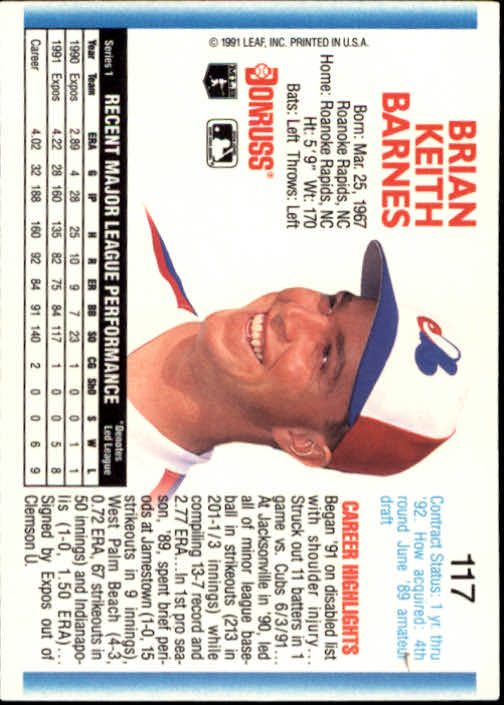 117
BRIAN
KEITH
BARNES
Contract Status: 1 yr. thru
'92. How acquired: 4th
round June '89 amateur
draft
Born: Mar. 25, 1967
Roanoke Rapids, NC
Home: Roanoke Rapids, NC
Ht: 5' 9" Wt: 170
Bats: Left Throws: Left
DONRUSS®
© 1991 LEAF, INC. PRINTED IN U.S.A.
CAREER HIGHLIGHTS
Began '91 on disabled list
with shoulder injury...
Struck out 11 batters in 1
game vs. Cubs 6/3/91...
At Jacksonville in '90, led
all of minor league base-
ball in strikeouts (213 in
201-1/3 innings) while
compiling 13-7 record and
2.77 ERA... In 1st pro sea-
son, '89, spent brief peri-
ods at Jamestown (1-0, 15
strikeouts in 9 innings),
West Palm Beach (4-3,
0.72 ERA, 67 strikeouts in
50 innings) and Indianapo-
lis (1-0, 1.50 ERA)...
Signed by Expos out of
Clemson U.
Series 1 RECENT MAJOR LEAGUE PERFORMANCE *Denotes
Led League
Year Team ERA G IP H R ER BB SO CG ShO S W L
1990 Expos 2.89 4 28 25 10 9 7 23 1 0 0 1 1
1991 Expos 4.22 28 160 135 82 75 84 117 1 0 0 5 8
Career 4.02 32 188 160 92 84 91 140 2 0 0 6 9